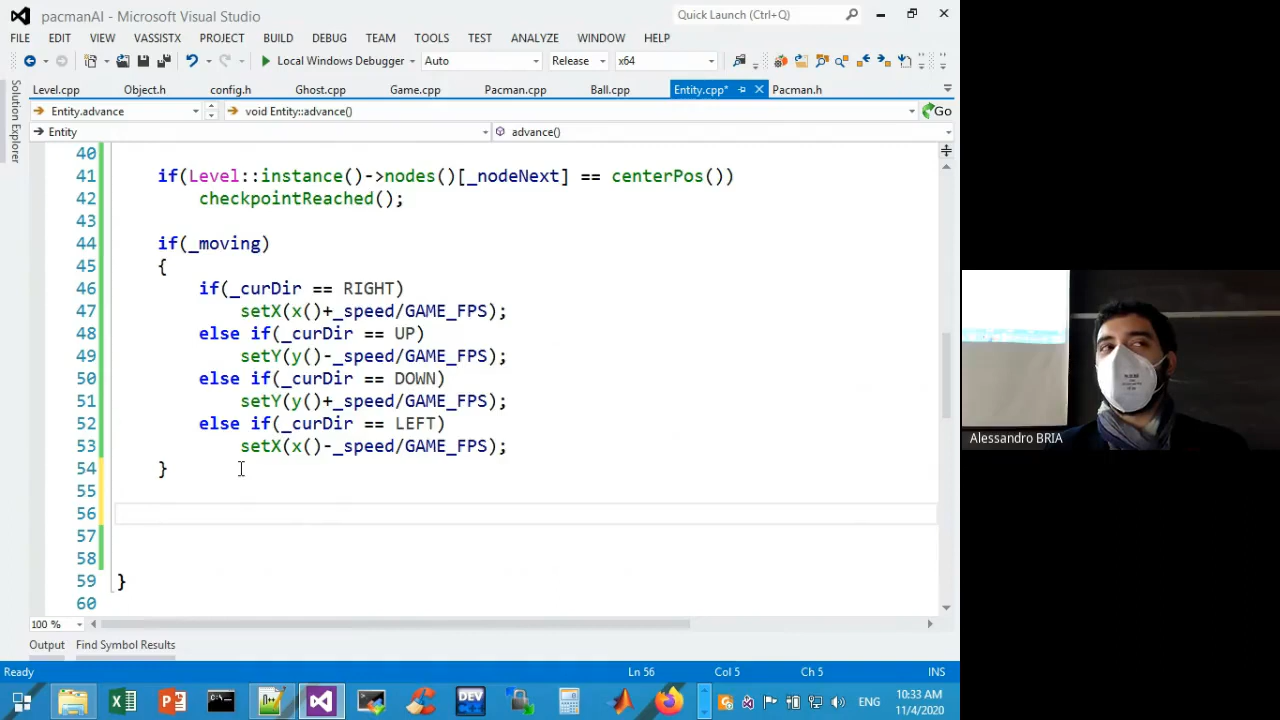 pacmanAI - Microsoft Visual Studio
Quick Launch (Ctrl+Q)
FILE EDIT VIEW VASSISTX PROJECT BUILD DEBUG TEAM TOOLS TEST ANALYZE WINDOW HELP
Local Windows Debugger Auto Release x64
Level.cpp Object.h config.h Ghost.cpp Game.cpp Pacman.cpp Ball.cpp Entity.cpp* Pacman.h
Entity.advance void Entity::advance() Go
Entity advance()
Solution Explorer
40
41 if(Level::instance()->nodes()[_nodeNext] == centerPos())
42 checkpointReached();
43
44 if(_moving)
45 {
46 if(_curDir == RIGHT)
47 setX(x()+_speed/GAME_FPS);
48 else if(_curDir == UP)
49 setY(y()-_speed/GAME_FPS);
50 else if(_curDir == DOWN)
51 setY(y()+_speed/GAME_FPS);
52 else if(_curDir == LEFT)
53 setX(x()-_speed/GAME_FPS);
54 }
55
56
57
58
59 }
60
100 %
Output Find Symbol Results
Ready Ln 56 Col 5 Ch 5 INS
DEV ENG 10:33 AM
11/4/2020
Alessandro BRIA